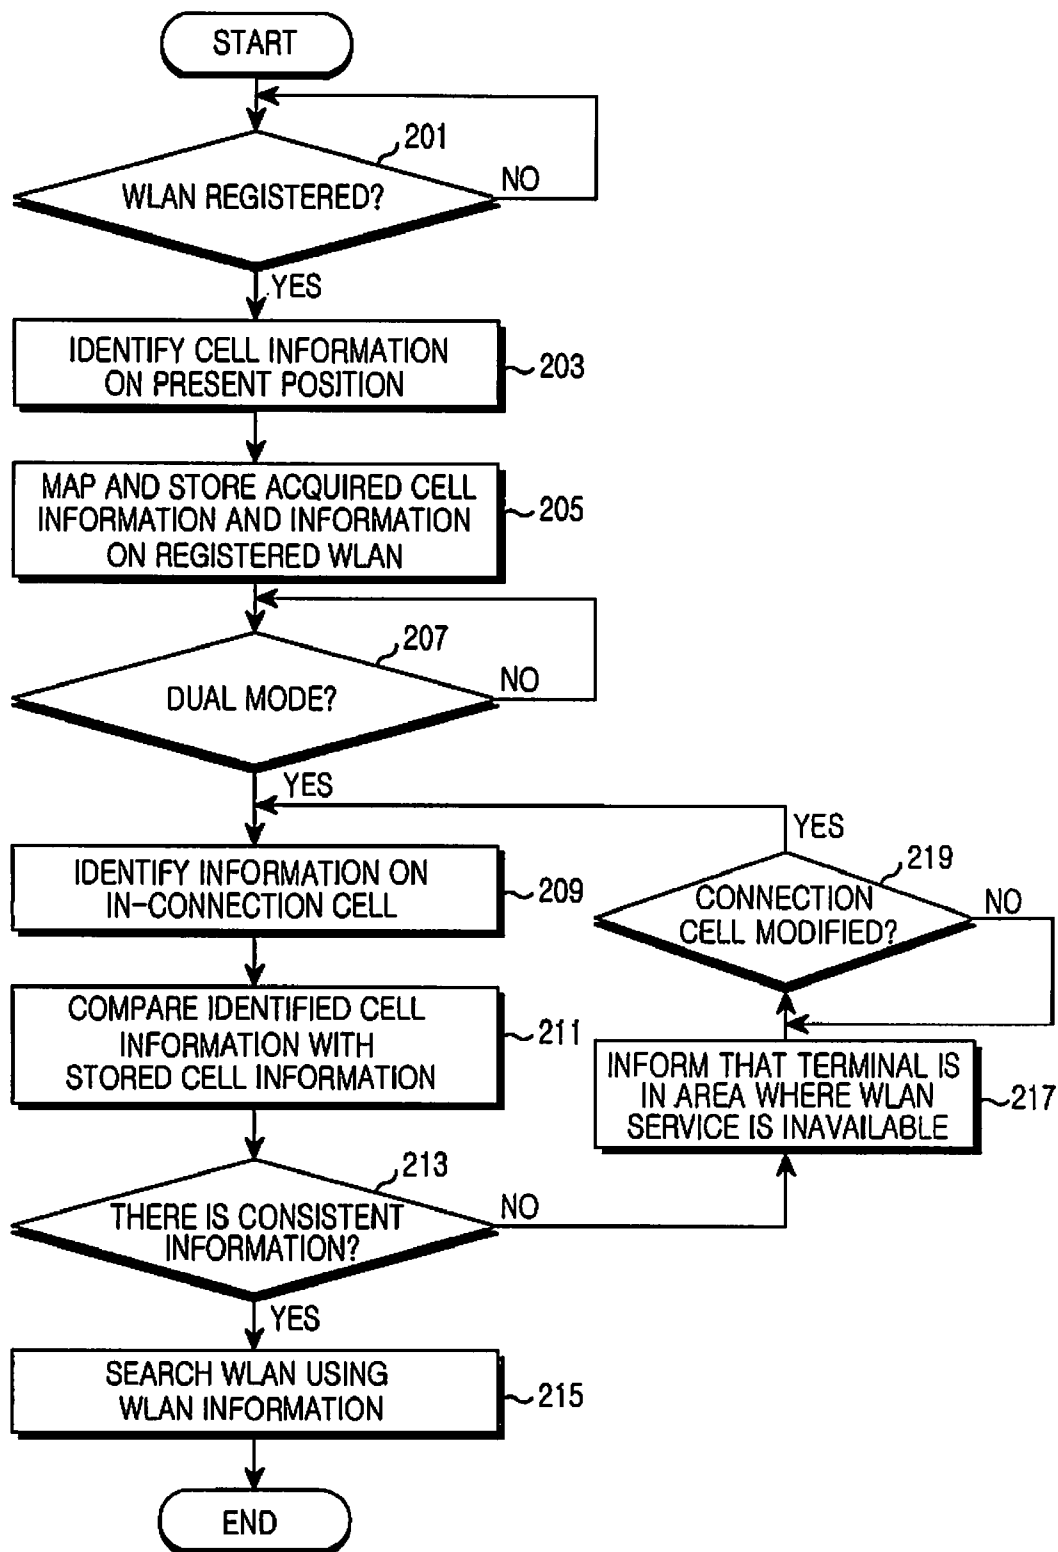 START
201
WLAN REGISTERED?
NO
YES
IDENTIFY CELL INFORMATION
ON PRESENT POSITION
203
MAP AND STORE ACQUIRED CELL
INFORMATION AND INFORMATION
ON REGISTERED WLAN
205
207
DUAL MODE?
NO
YES
IDENTIFY INFORMATION ON
IN-CONNECTION CELL
209
COMPARE IDENTIFIED CELL
INFORMATION WITH
STORED CELL INFORMATION
211
213
THERE IS CONSISTENT
INFORMATION?
NO
YES
SEARCH WLAN USING
WLAN INFORMATION
215
END
YES
219
CONNECTION
CELL MODIFIED?
NO
INFORM THAT TERMINAL IS
IN AREA WHERE WLAN
SERVICE IS INAVAILABLE
217